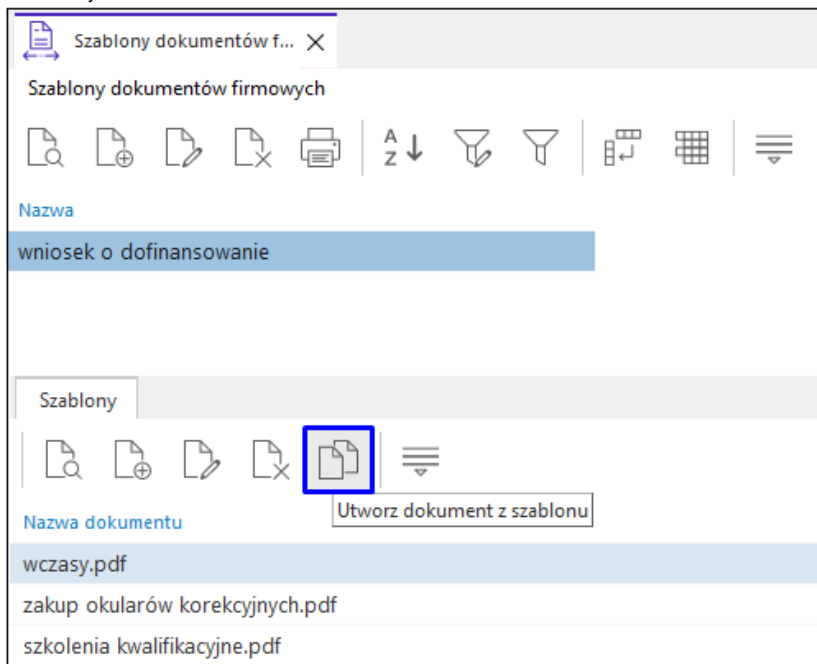 Szablony dokumentów f...
Szablony dokumentów firmowych
A
Z
Nazwa
wniosek o dofinansowanie
Szablony
Utworz dokument z szablonu
Nazwa dokumentu
wczasy.pdf
zakup okularów korekcyjnych.pdf
szkolenia kwalifikacyjne.pdf